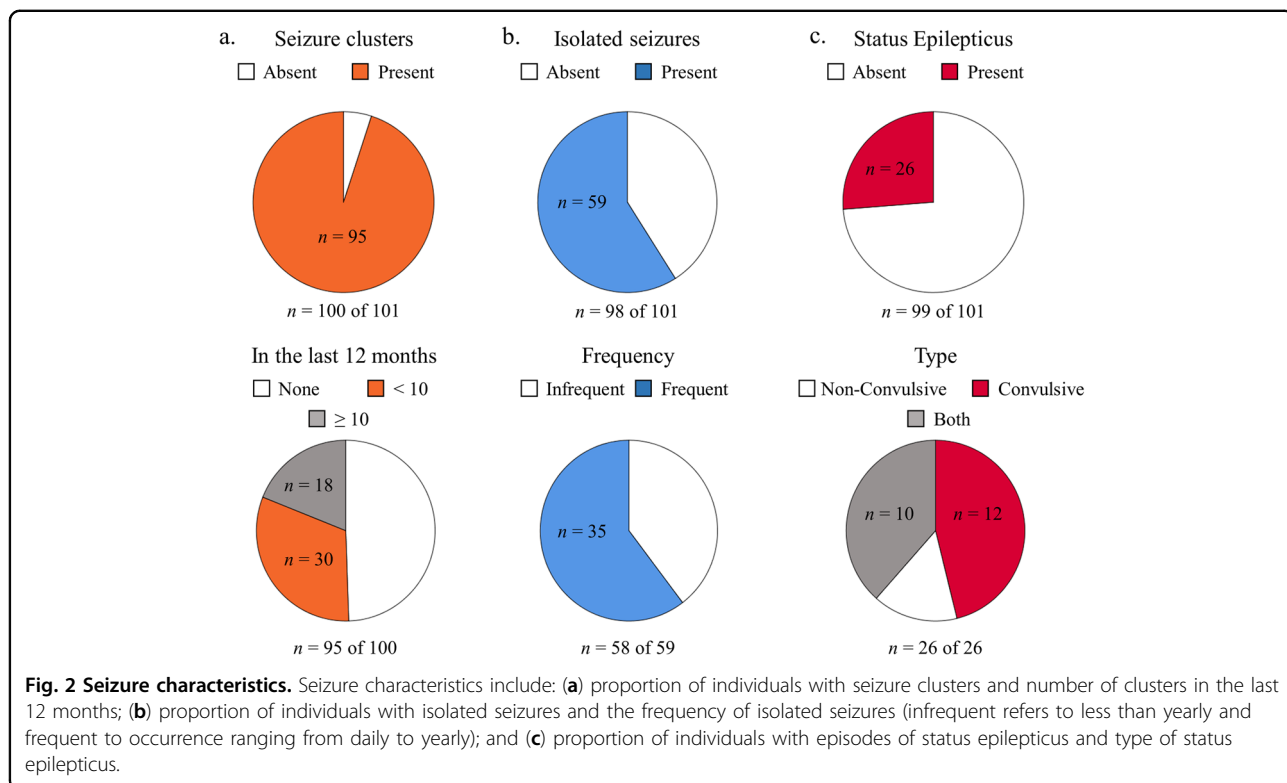 a. Seizure clusters
Absent Present
n = 95
n = 100 of 101
In the last 12 months
None < 10
≥ 10
n = 18
n = 30
n = 95 of 100
b. Isolated seizures
Absent Present
n = 59
n = 98 of 101
Frequency
Infrequent Frequent
n = 35
n = 58 of 59
c. Status Epilepticus
Absent Present
n = 26
n = 99 of 101
Type
Non-Convulsive Convulsive
Both
n = 10
n = 12
n = 26 of 26
Fig. 2 Seizure characteristics. Seizure characteristics include: (a) proportion of individuals with seizure clusters and number of clusters in the last
12 months; (b) proportion of individuals with isolated seizures and the frequency of isolated seizures (infrequent refers to less than yearly and
frequent to occurrence ranging from daily to yearly); and (c) proportion of individuals with episodes of status epilepticus and type of status
epilepticus.